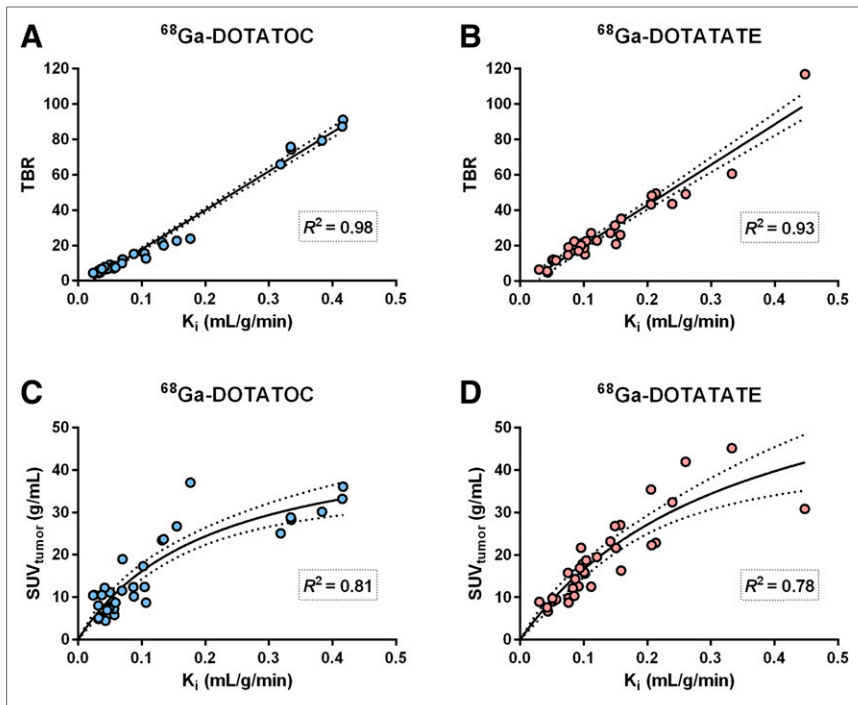 A
⁶⁸Ga-DOTATOC
TBR
120
100
80
60
40
20
0
R² = 0.98
0.0 0.1 0.2 0.3 0.4 0.5
Kᵢ (mL/g/min)
B
⁶⁸Ga-DOTATATE
TBR
120
100
80
60
40
20
0
R² = 0.93
0.0 0.1 0.2 0.3 0.4 0.5
Kᵢ (mL/g/min)
C
⁶⁸Ga-DOTATOC
SUVtumor (g/mL)
50
40
30
20
10
0
R² = 0.81
0.0 0.1 0.2 0.3 0.4 0.5
Kᵢ (mL/g/min)
D
⁶⁸Ga-DOTATATE
SUVtumor (g/mL)
50
40
30
20
10
0
R² = 0.78
0.0 0.1 0.2 0.3 0.4 0.5
Kᵢ (mL/g/min)